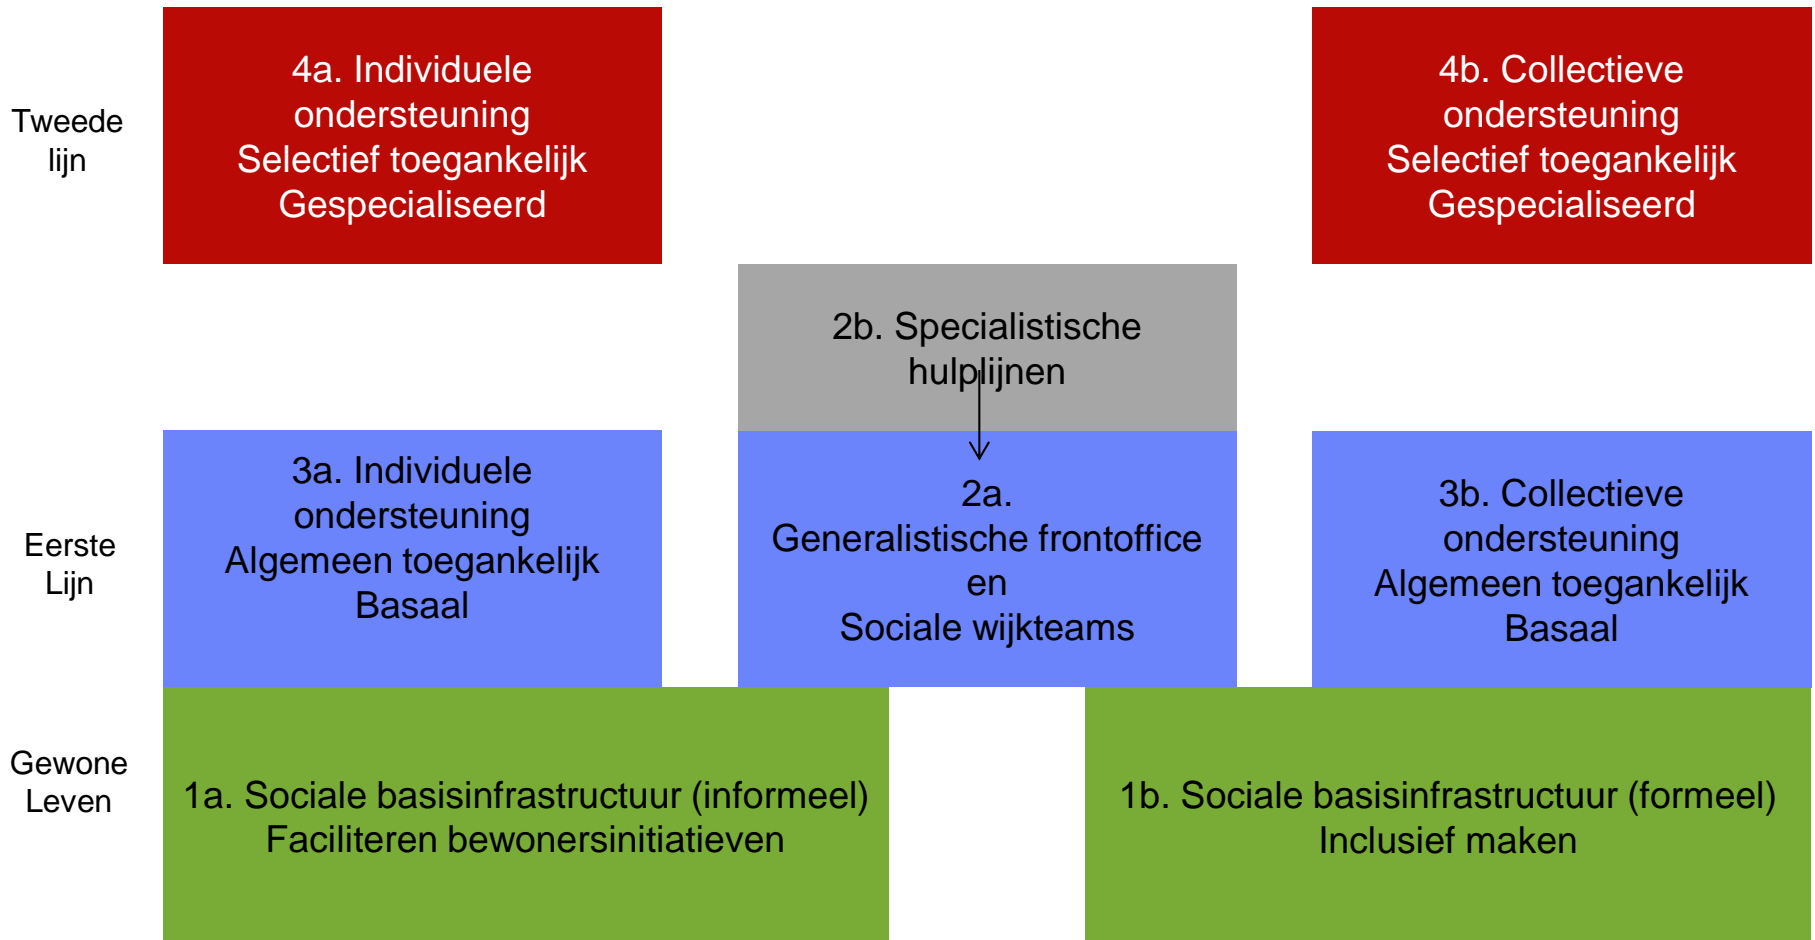 Tweede
lijn
4a. Individuele
ondersteuning
Selectief toegankelijk
Gespecialiseerd
4b. Collectieve
ondersteuning
Selectief toegankelijk
Gespecialiseerd
2b. Specialistische
hulplijnen
Eerste
Lijn
3a. Individuele
ondersteuning
Algemeen toegankelijk
Basaal
2a.
Generalistische frontoffice
en
Sociale wijkteams
3b. Collectieve
ondersteuning
Algemeen toegankelijk
Basaal
Gewone
Leven
1a. Sociale basisinfrastructuur (informeel)
Faciliteren bewonersinitiatieven
1b. Sociale basisinfrastructuur (formeel)
Inclusief maken